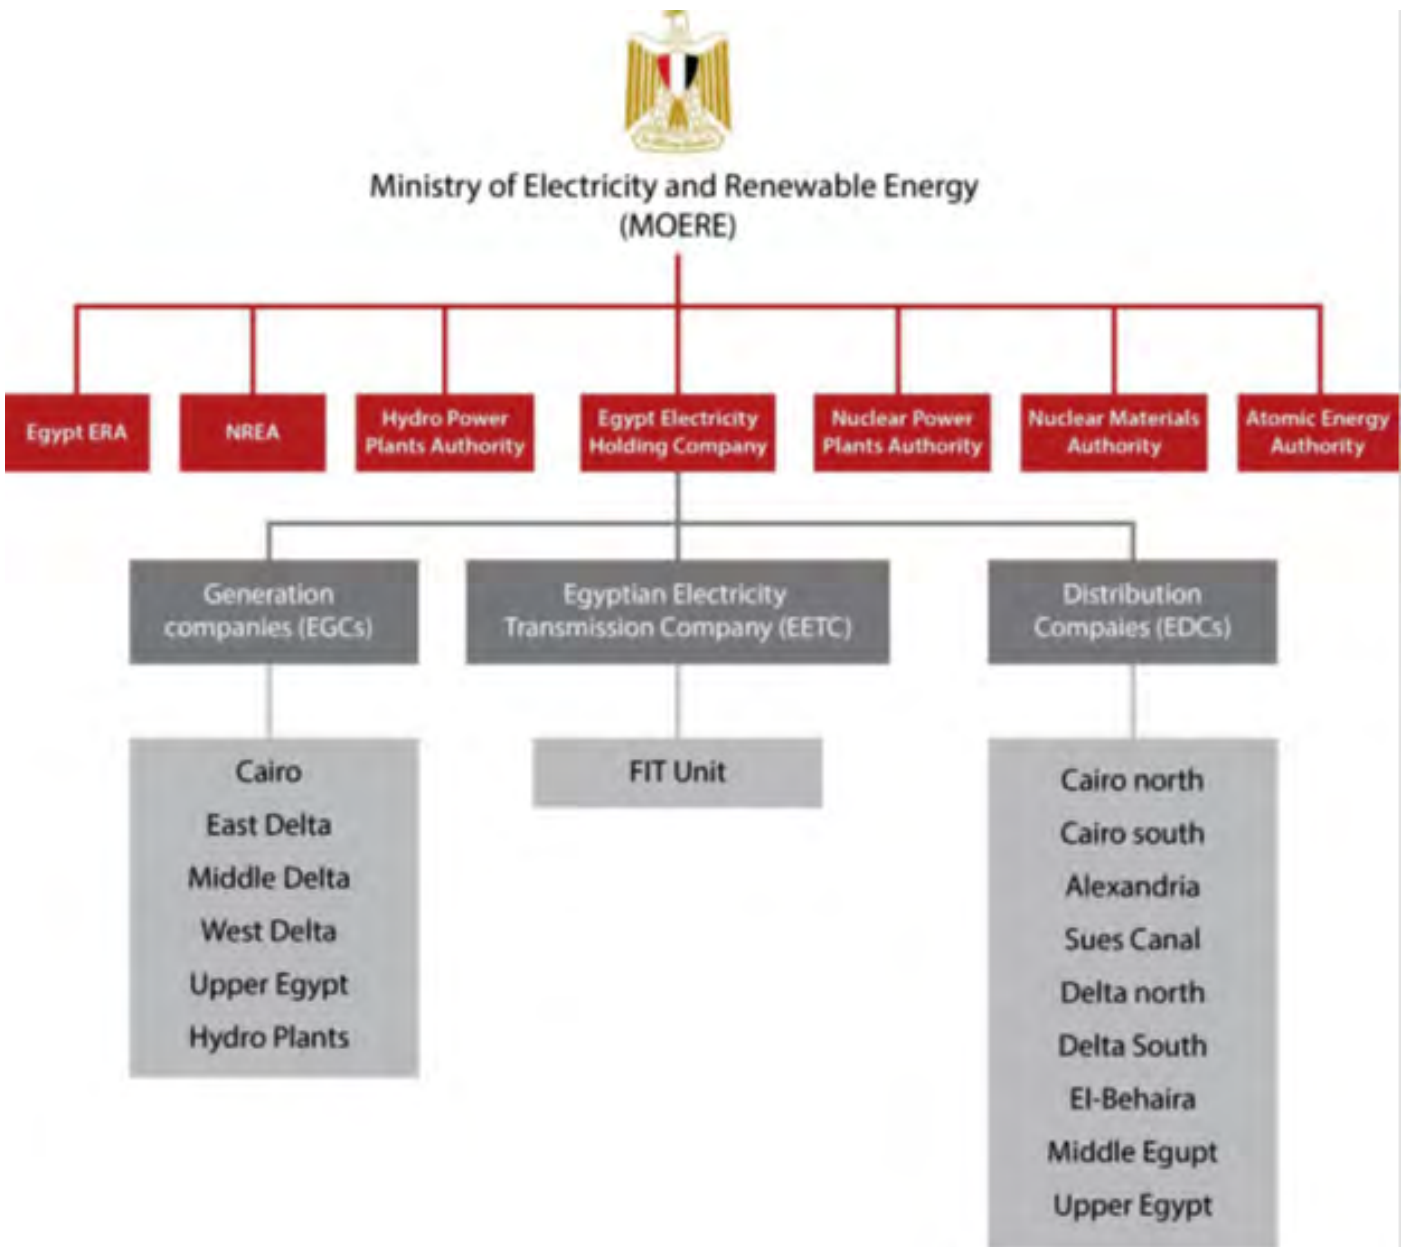 Ministry of Electricity and Renewable Energy
(MOERE)
Egypt ERA
NREA
Hydro Power
Plants Authority
Egypt Electricity
Holding Company
Nuclear Power
Plants Authority
Nuclear Materials
Authority
Atomic Energy
Authority
Generation
companies (EGCs)
Egyptian Electricity
Transmission Company (EETC)
Distribution
Compaies (EDCs)
Cairo
East Delta
Middle Delta
West Delta
Upper Egypt
Hydro Plants
FIT Unit
Cairo north
Cairo south
Alexandria
Sues Canal
Delta north
Delta South
El-Behaira
Middle Egupt
Upper Egypt